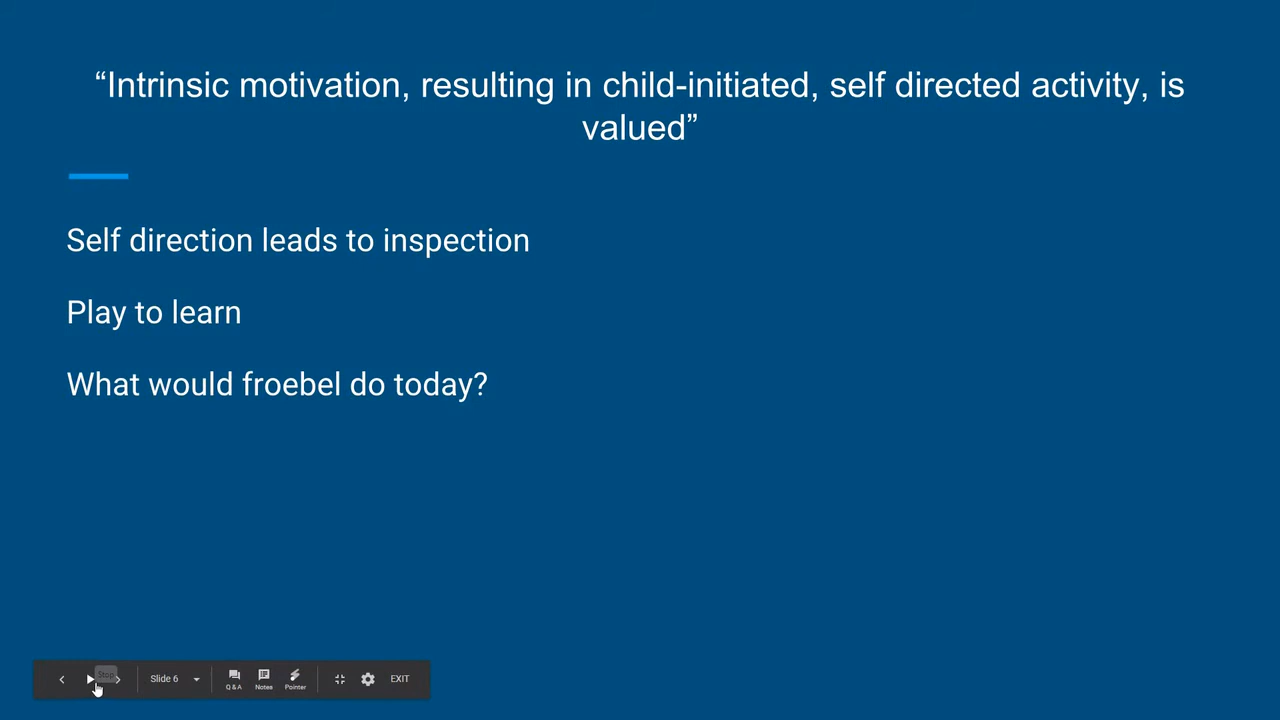 “Intrinsic motivation, resulting in child-initiated, self directed activity, is
valued”
Self direction leads to inspection
Play to learn
What would froebel do today?
Stop
Slide 6
Q & A
Notes
Pointer
EXIT